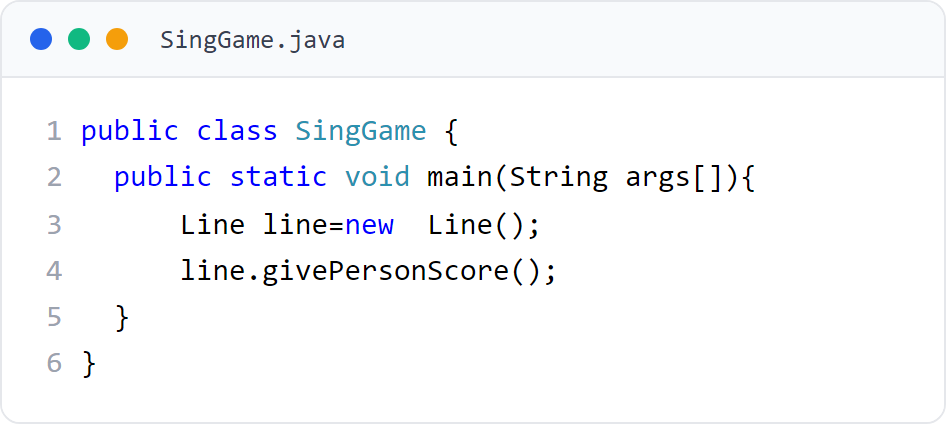 SingGame.java
1 public class SingGame {
2   public static void main(String args[]){
3       Line line=new  Line();
4       line.givePersonScore();
5   }
6 }